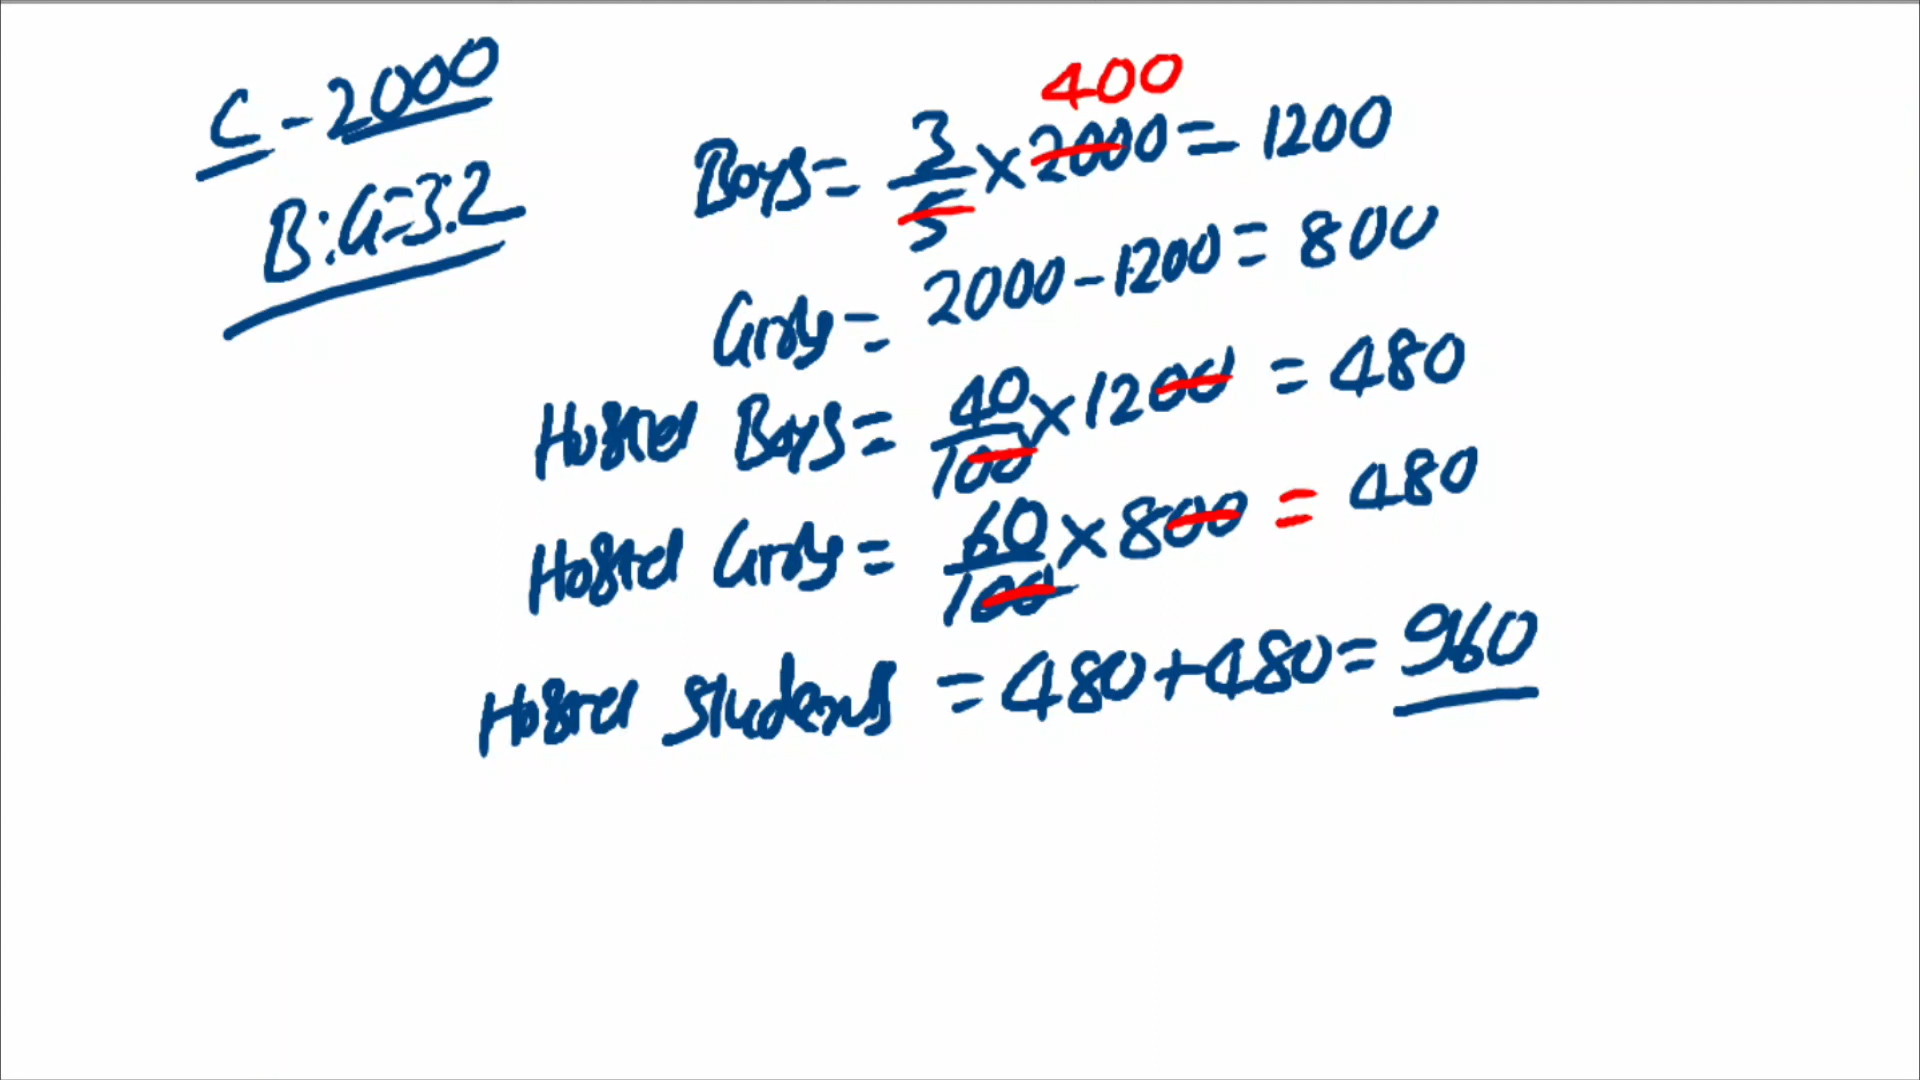 C - 2000
B:G=3:2
400
Boys = 3/5 × 2000 = 1200
Girls = 2000 - 1200 = 800
Hostel Boys = 40/100 × 1200 = 480
Hostel Girls = 60/100 × 800 = 480
Hostel Students = 480 + 480 = 960